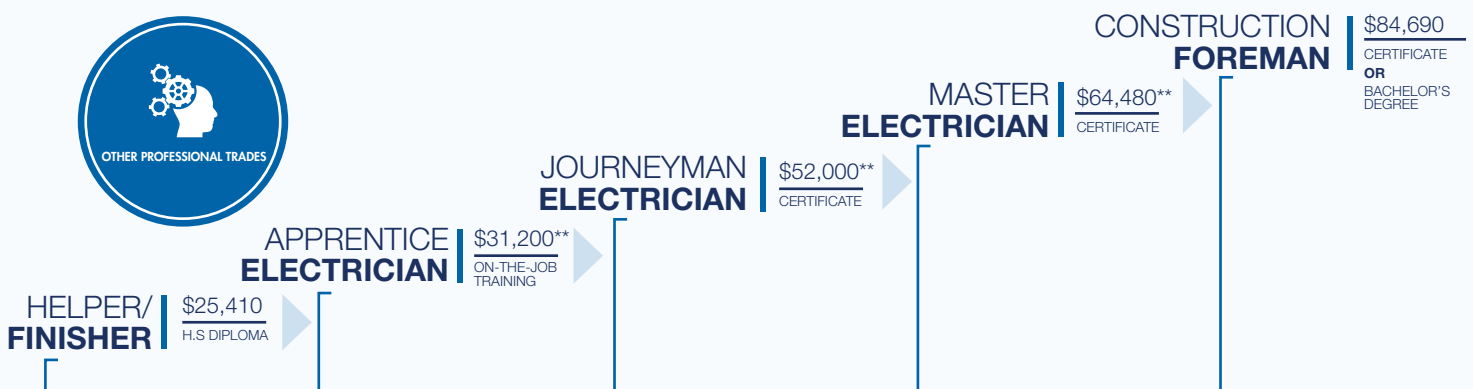 OTHER PROFESSIONAL TRADES
HELPER/
FINISHER
$25,410
H.S DIPLOMA
APPRENTICE
ELECTRICIAN
$31,200**
ON-THE-JOB
TRAINING
JOURNEYMAN
ELECTRICIAN
$52,000**
CERTIFICATE
MASTER
ELECTRICIAN
$64,480**
CERTIFICATE
CONSTRUCTION
FOREMAN
$84,690
CERTIFICATE
OR
BACHELOR'S
DEGREE